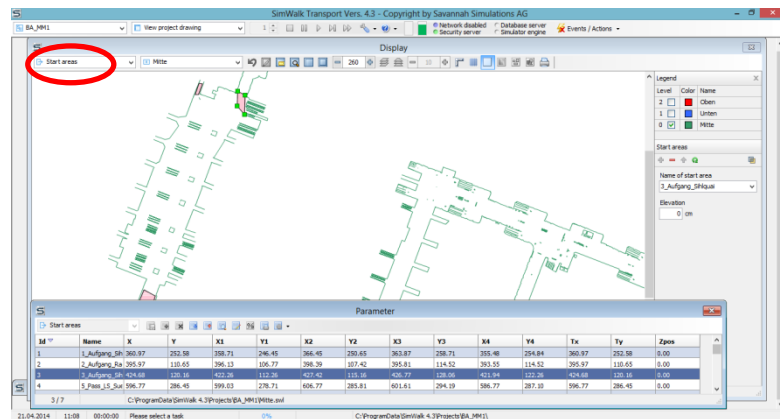 SimWalk Transport Vers. 4.3 - Copyright by Savannah Simulations AG
BA_MM1 View project drawing Network disabled Database server Events / Actions
Security server Simulator engine
Display
Start areas Mitte 260
Legend
Level Color Name
2 Oben
1 Unten
0 Mitte
Start areas
Name of start area
3_Aufgang_Sihlquai
Elevation
0 cm
Parameter
Start areas
Id Name X Y X1 Y1 X2 Y2 X3 Y3 X4 Y4 Tx Ty Zpos
1 1_Aufgang_Sih 360.97 252.58 358.71 246.45 366.45 250.65 363.87 258.71 355.48 254.84 360.97 252.58 0.00
2 2_Aufgang_Ra 395.97 110.65 396.13 106.77 398.39 107.42 395.81 114.52 393.55 114.52 395.97 110.65 0.00
3 3_Aufgang_Sih 424.68 120.16 422.26 112.26 427.42 115.16 426.77 128.06 421.94 122.26 424.68 120.16 0.00
4 5_Pass_LS_Sue 596.77 286.45 599.03 278.71 606.77 285.81 601.61 294.19 586.77 287.10 596.77 286.45 0.00
3 / 7 C:\ProgramData\SimWalk 4.3\Projects\BA_MM1\Mitte.swl
21.04.2014 11:08 00:00:00 Please select a task 0% C:\ProgramData\SimWalk 4.3\Projects\BA_MM1\